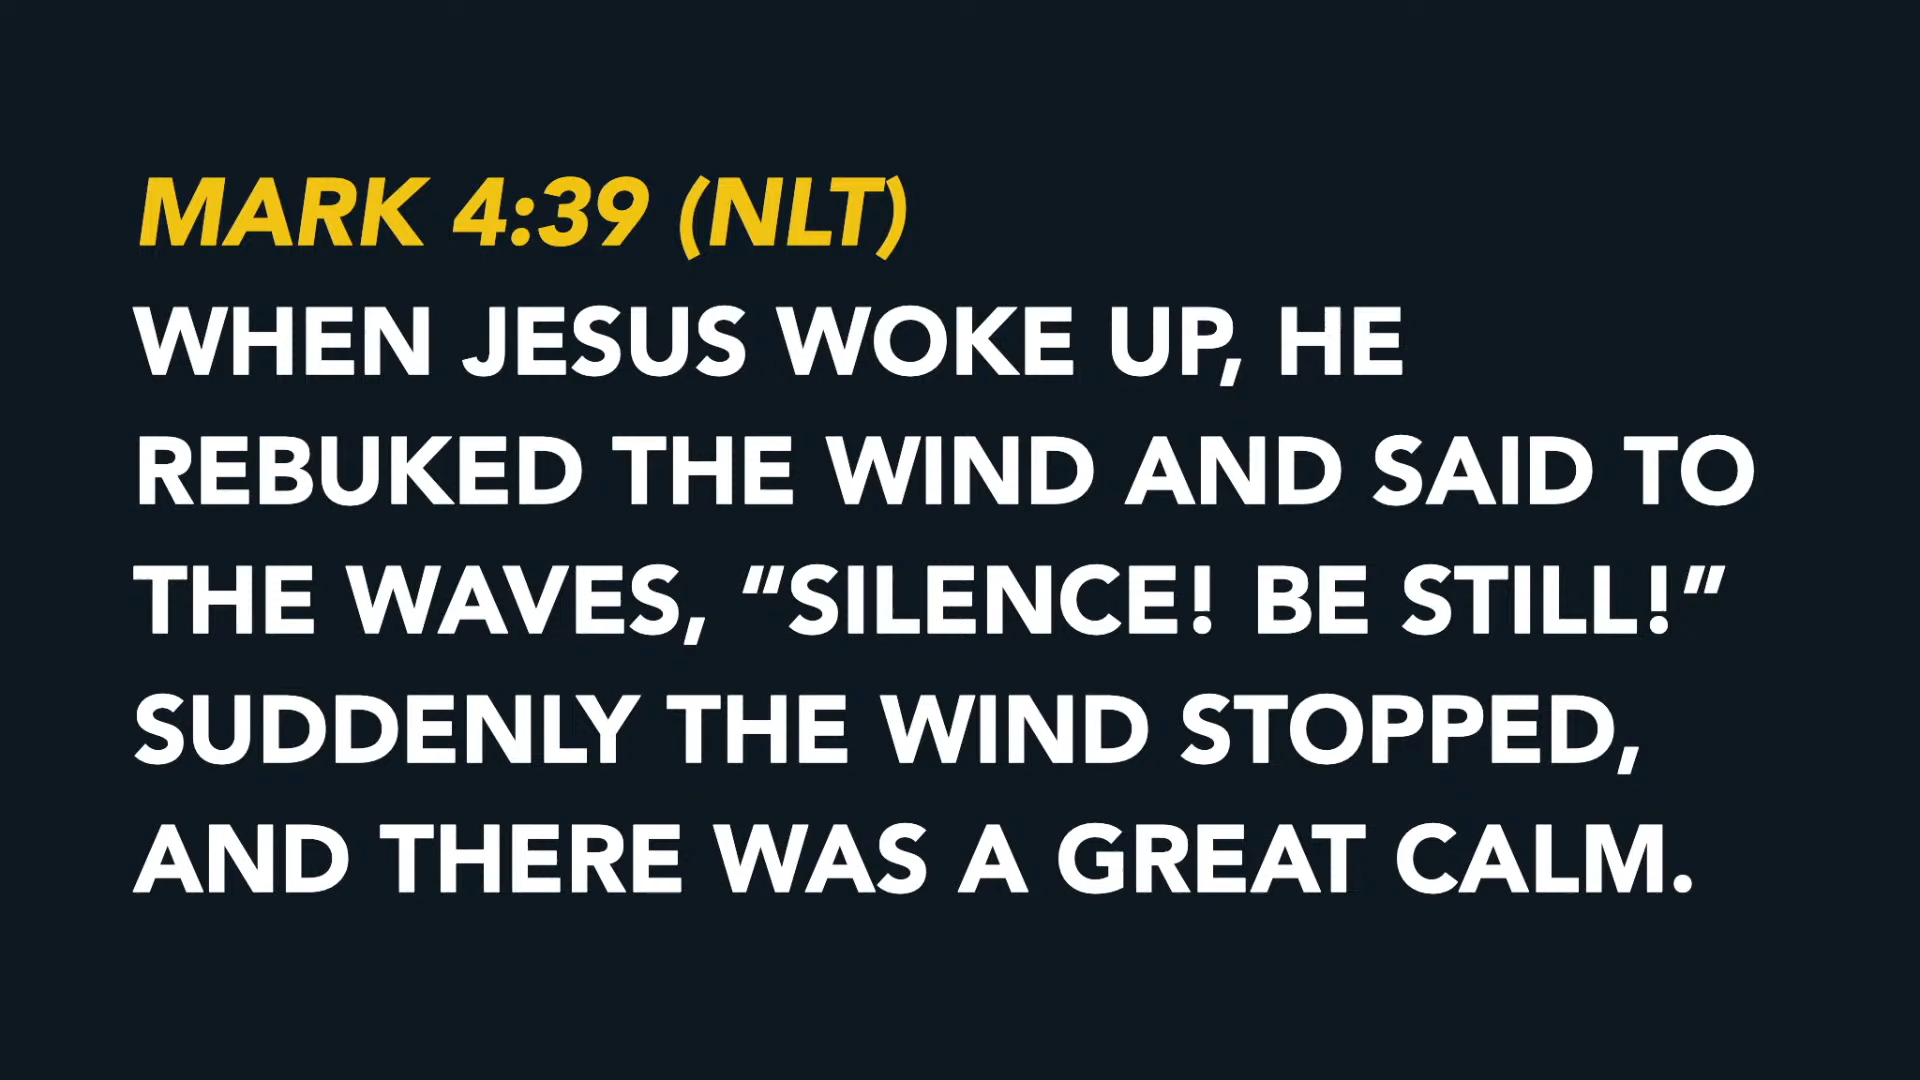 MARK 4:39 (NLT)
WHEN JESUS WOKE UP, HE
REBUKED THE WIND AND SAID TO
THE WAVES, “SILENCE! BE STILL!”
SUDDENLY THE WIND STOPPED,
AND THERE WAS A GREAT CALM.